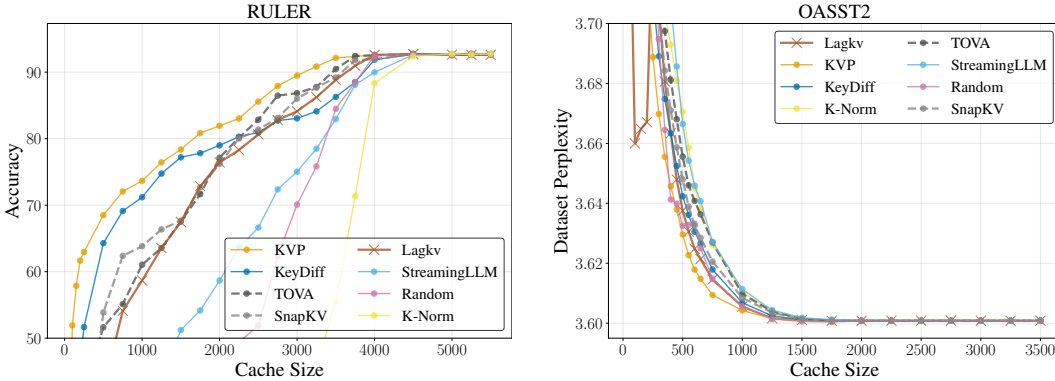 RULER
Accuracy
90
80
70
60
50
KVP
KeyDiff
TOVA
SnapKV
Lagkv
StreamingLLM
Random
K-Norm
0
1000
2000
3000
4000
5000
Cache Size
OASST2
Dataset Perplexity
3.70
3.68
3.66
3.64
3.62
3.60
Lagkv
KVP
KeyDiff
K-Norm
TOVA
StreamingLLM
Random
SnapKV
0
500
1000
1500
2000
2500
3000
3500
Cache Size